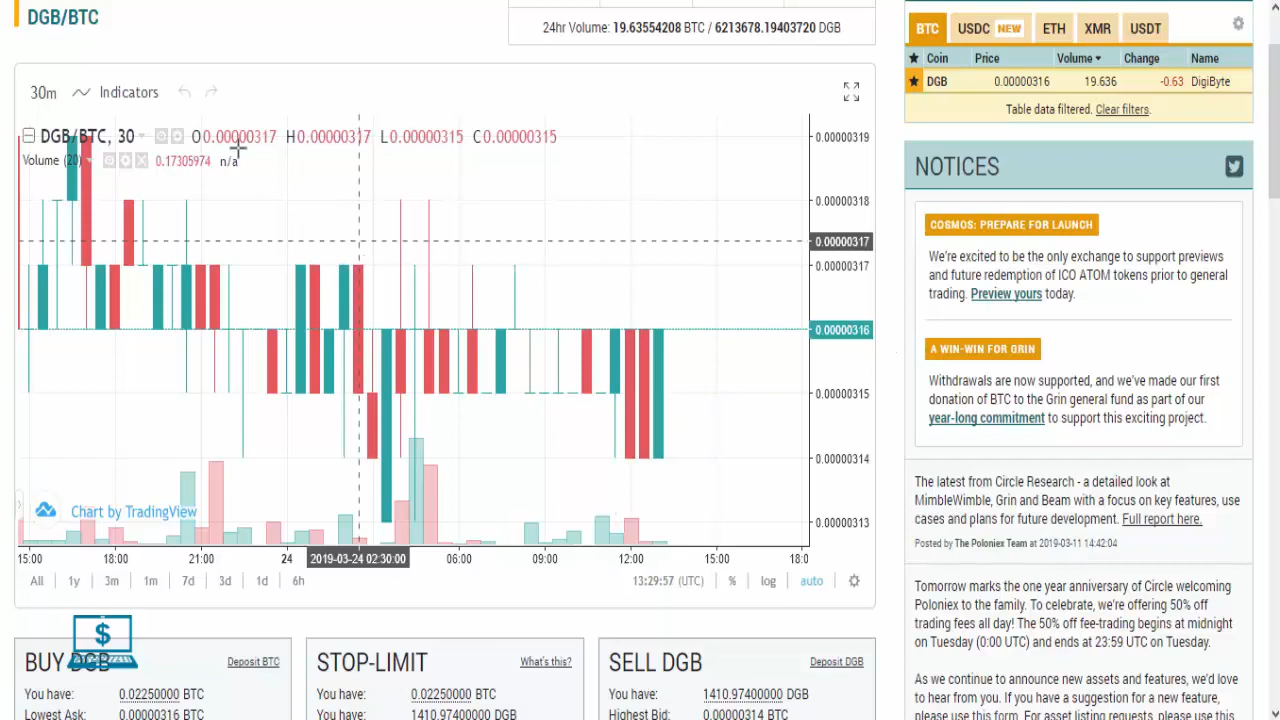 DGB/BTC
24hr Volume: 19.63554208 BTC / 6213678.19403720 DGB
30m Indicators
DGB/BTC, 30 O0.00000317 H0.00000317 L0.00000315 C0.00000315
Volume (20) 0.17305974 n/a
0.00000319
0.00000318
0.00000317
0.00000317
0.00000316
0.00000315
0.00000314
0.00000313
Chart by TradingView
15:00 18:00 21:00 24 2019-03-24 02:30:00 06:00 09:00 12:00 15:00 18:0
All 1y 3m 1m 7d 3d 1d 6h 13:29:57 (UTC) % log auto
$
BUY DGB Deposit BTC
You have: 0.02250000 BTC
Lowest Ask: 0.00000316 BTC
STOP-LIMIT What's this?
You have: 0.02250000 BTC
You have: 1410.97400000 DGB
SELL DGB Deposit DGB
You have: 1410.97400000 DGB
Highest Bid: 0.00000314 BTC
BTC USDC NEW ETH XMR USDT
Coin Price Volume Change Name
DGB 0.00000316 19.636 -0.63 DigiByte
Table data filtered. Clear filters.
NOTICES
COSMOS: PREPARE FOR LAUNCH
We're excited to be the only exchange to support previews
and future redemption of ICO ATOM tokens prior to general
trading. Preview yours today.
A WIN-WIN FOR GRIN
Withdrawals are now supported, and we've made our first
donation of BTC to the Grin general fund as part of our
year-long commitment to support this exciting project.
The latest from Circle Research - a detailed look at
MimbleWimble, Grin and Beam with a focus on key features, use
cases and plans for future development. Full report here.
Posted by The Poloniex Team at 2019-03-11 14:42:04
Tomorrow marks the one year anniversary of Circle welcoming
Poloniex to the family. To celebrate, we're offering 50% off
trading fees all day! The 50% off fee-trading begins at midnight
on Tuesday (0:00 UTC) and ends at 23:59 UTC on Tuesday.
As we continue to announce new assets and features, we'd love
to hear from you. If you have a suggestion for a new feature,
please use this form. For asset listing requests, please use this